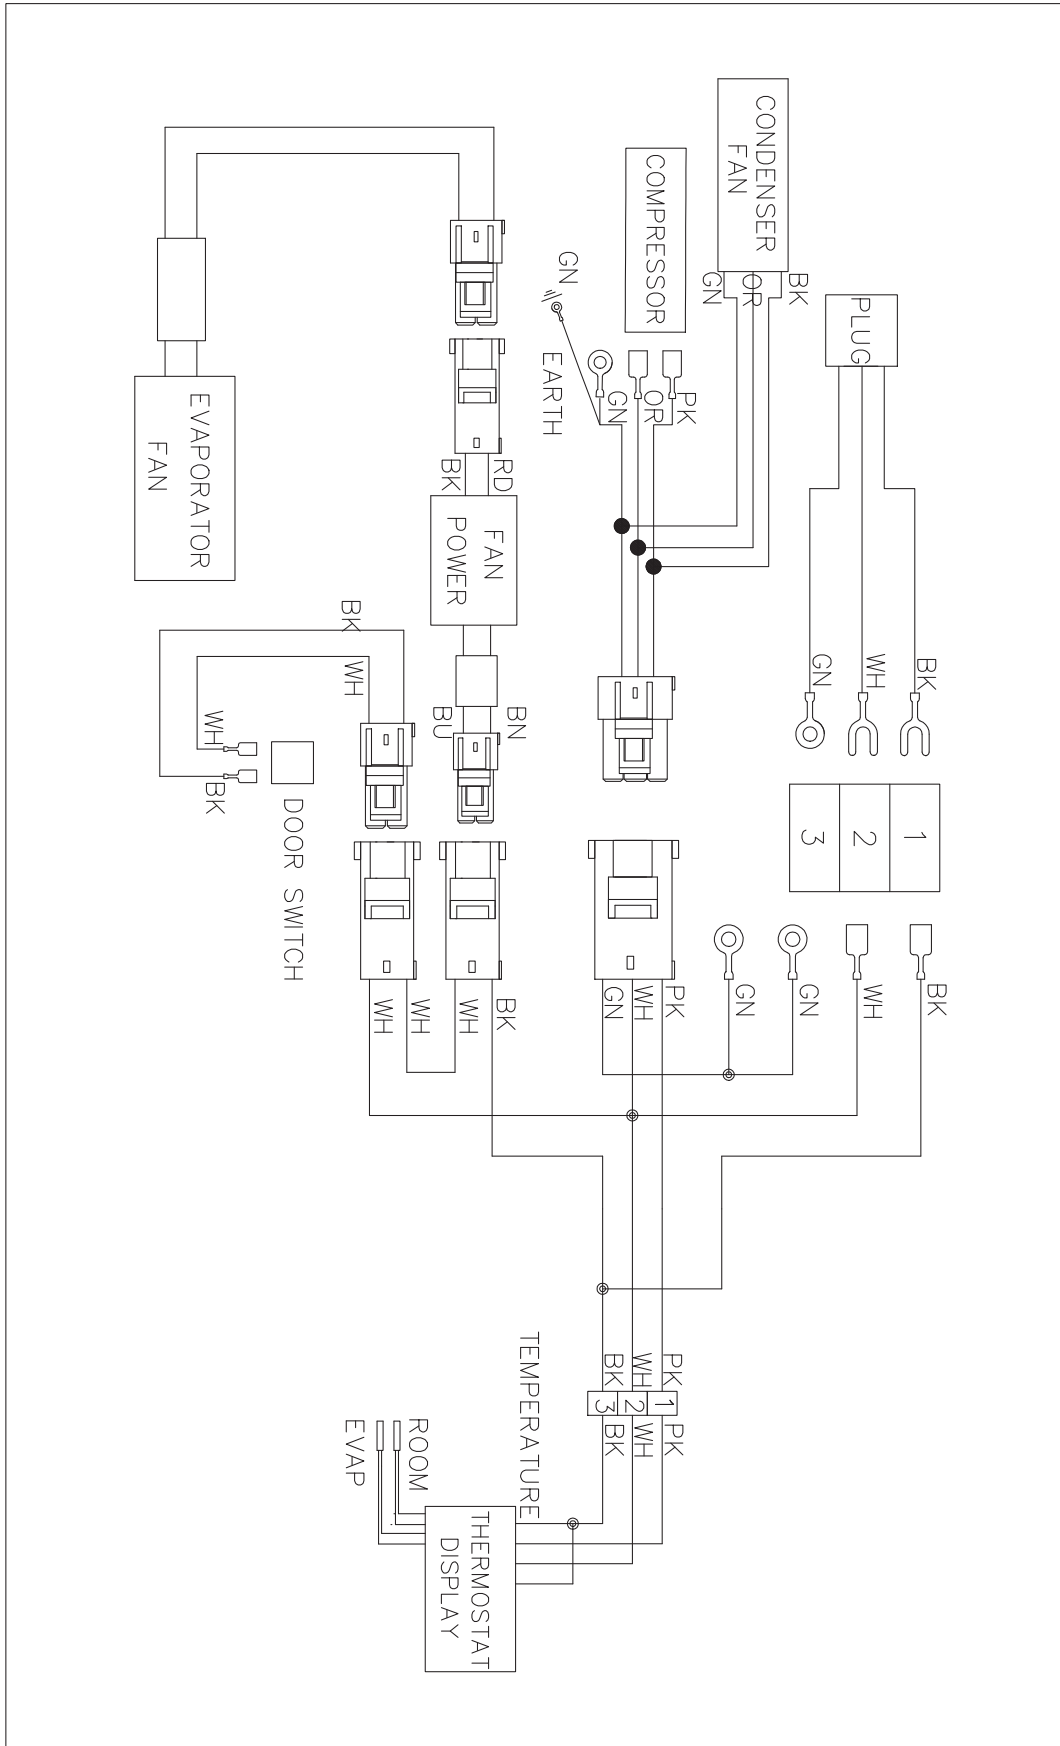 BK
1
BK
WH
2
WH
PLUG
GN
3
GN
GN
BK
OR
GN
CONDENSER
FAN
PK
OR
GN
COMPRESSOR
PK
WH
GN
PK
1
PK
WH
2
WH
BK
3
BK
GN
EARTH
TEMPERATURE
RD
BK
FAN
POWER
BN
BU
BK
WH
WH
WH
THERMOSTAT
DISPLAY
ROOM
EVAP
BK
WH
DOOR SWITCH
WH
BK
EVAPORATOR
FAN